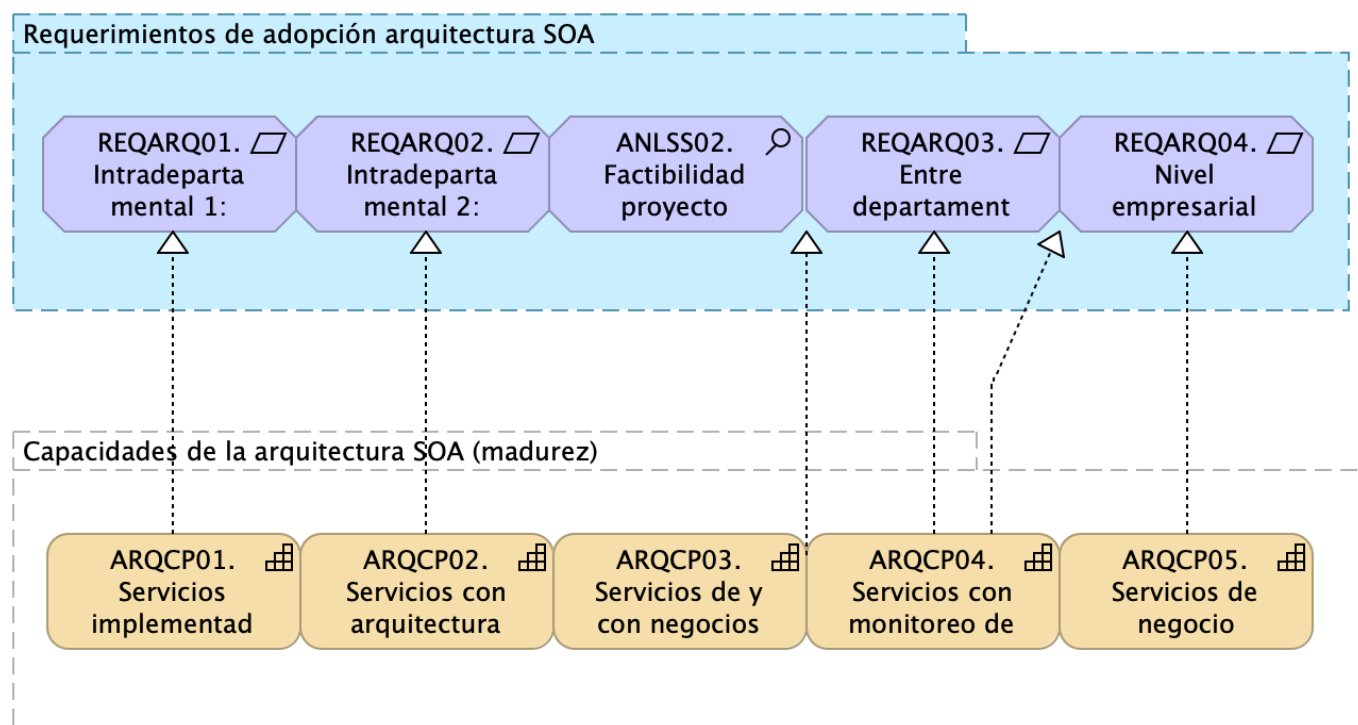 Requerimientos de adopción arquitectura SOA
REQARQ01.
Intradeparta
mental 1:
REQARQ02.
Intradeparta
mental 2:
ANLSS02.
Factibilidad
proyecto
REQARQ03.
Entre
departament
REQARQ04.
Nivel
empresarial
Capacidades de la arquitectura SOA (madurez)
ARQCP01.
Servicios
implementad
ARQCP02.
Servicios con
arquitectura
ARQCP03.
Servicios de y
con negocios
ARQCP04.
Servicios con
monitoreo de
ARQCP05.
Servicios de
negocio